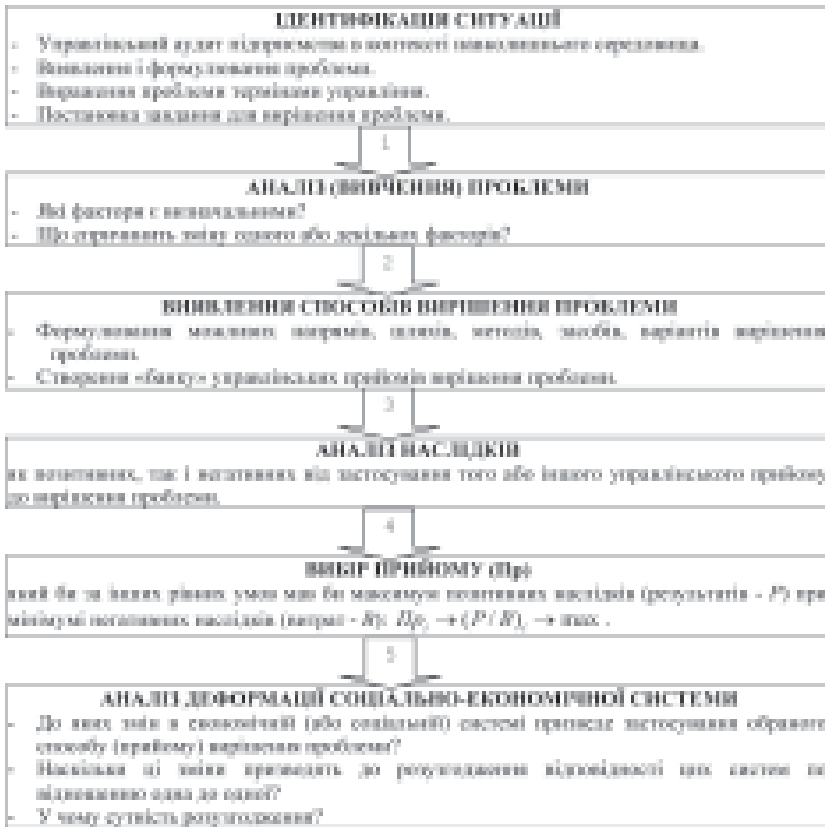 ІДЕНТИФІКАЦІЯ СИТУАЦІЇ
- Управлінський аудит підприємства в контексті навколишнього середовища.
- Виявлення і формулювання проблеми.
- Вираження проблеми термінами управління.
- Постановка завдання для вирішення проблеми.
1
АНАЛІЗ (ВИВЧЕННЯ) ПРОБЛЕМИ
- Які фактори є визначальними?
- Що спричинить зміну одного або декількох факторів?
2
ВИЯВЛЕННЯ СПОСОБІВ ВИРІШЕННЯ ПРОБЛЕМИ
- Формулювання можливих напрямів, шляхів, методів, засобів, варіантів вирішення
проблеми.
- Створення «банку» управлінських прийомів вирішення проблеми.
3
АНАЛІЗ НАСЛІДКІВ
як позитивних, так і негативних від застосування того або іншого управлінського прийому
до вирішення проблеми.
4
ВИБІР ПРИЙОМУ (Пр)
який би за інших рівних умов мав би максимум позитивних наслідків (результатів - Р) при
мінімумі негативних наслідків (витрат - В): Пр → (Р / В) → max .
5
АНАЛІЗ ДЕФОРМАЦІЇ СОЦІАЛЬНО-ЕКОНОМІЧНОЇ СИСТЕМИ
- До яких змін в економічній (або соціальній) системі призведе застосування обраного
способу (прийому) вирішення проблеми?
- Наскільки ці зміни призводять до розузгодження відповідності цих систем по
відношенню одна до одної?
- У чому сутність розузгодження?